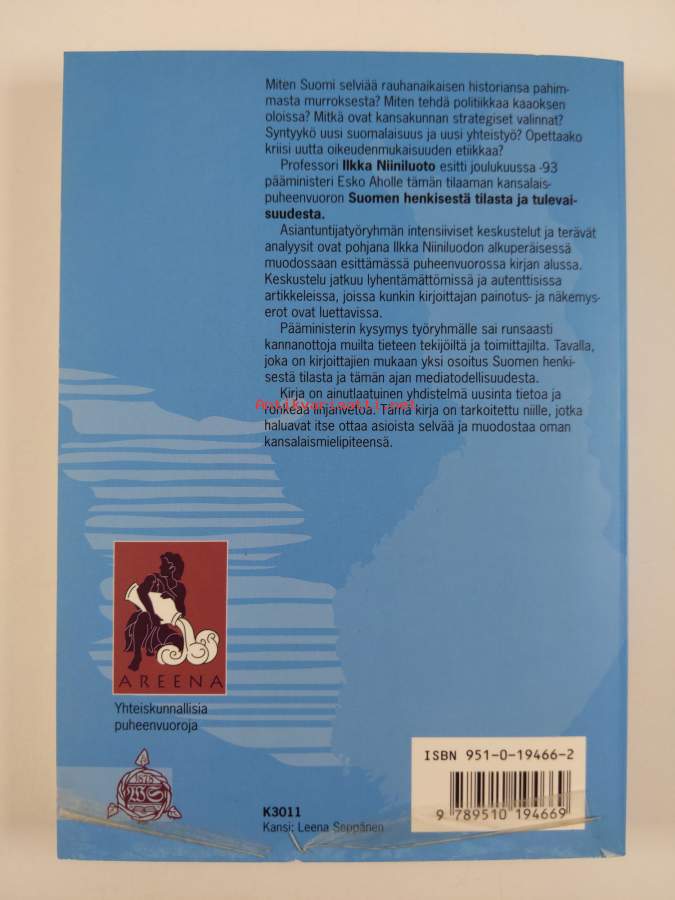 Miten Suomi selviää rauhanaikaisen historiansa pahim-
masta murroksesta? Miten tehdä politiikkaa kaaoksen
oloissa? Mitkä ovat kansakunnan strategiset valinnat?
Syntyykö uusi suomalaisuus ja uusi yhteistyö? Opettaako
kriisi uutta oikeudenmukaisuuden etiikkaa?
Professori Ilkka Niiniluoto esitti joulukuussa -93
pääministeri Esko Aholle tämän tilaaman kansalais-
puheenvuoron Suomen henkisestä tilasta ja tulevai-
suudesta.
Asiantuntijatyöryhmän intensiiviset keskustelut ja terävät
analyysit ovat pohjana Ilkka Niiniluodon alkuperäisessä
muodossaan esittämässä puheenvuorossa kirjan alussa.
Keskustelu jatkuu lyhentämättömissä ja autenttisissa
artikkeleissa, joissa kunkin kirjoittajan painotus- ja näkemys-
erot ovat luettavissa.
Pääministerin kysymys työryhmälle sai runsaasti
kannanottoja muilta tieteen tekijöiltä ja toimittajilta. Tavalla,
joka on kirjoittajien mukaan yksi osoitus Suomen henki-
sestä tilasta ja tämän ajan mediatodellisuudesta.
Kirja on ainutlaatuinen yhdistelmä uusinta tietoa ja
Antikvariaatti.net
rohkeaa linjanvetoa. Tämä kirja on tarkoitettu niille, jotka
haluavat itse ottaa asioista selvää ja muodostaa oman
kansalaismielipiteensä.
AREENA
Yhteiskunnallisia
puheenvuoroja
1878
WS
K3011
Kansi: Leena Seppänen
ISBN 951-0-19466-2
9 789510 194669